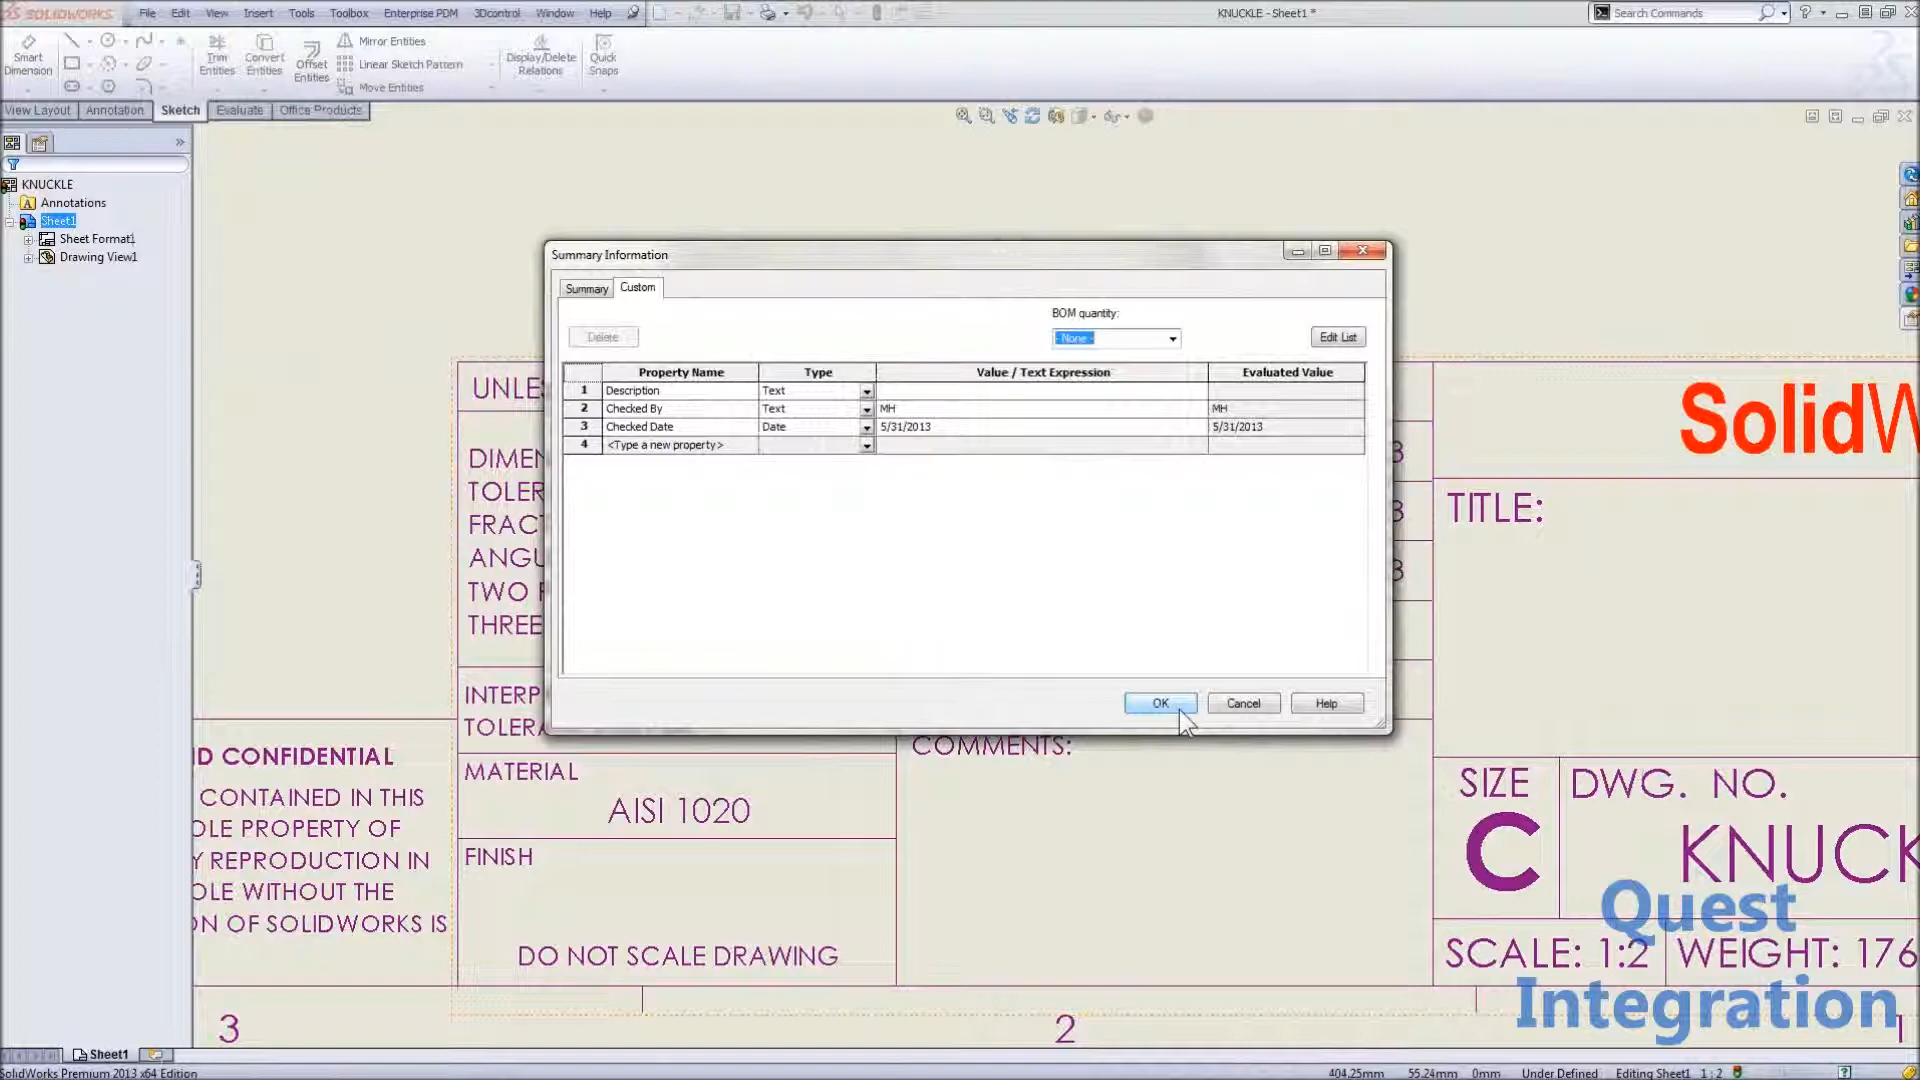 SOLIDWORKS File Edit View Insert Tools Toolbox Enterprise PDM 3Dcontrol Window Help KNUCKLE - Sheet1 * Search Commands
Smart Dimension Trim Entities Convert Entities Offset Entities Mirror Entities Display/Delete Relations Quick Snaps
Linear Sketch Pattern
Move Entities
View Layout Annotation Sketch Evaluate Office Products
KNUCKLE
Annotations
Sheet1
Sheet Format1
Drawing View1
Summary Information
Summary Custom
BOM quantity:
Delete - None - Edit List
Property Name Type Value / Text Expression Evaluated Value
1 Description Text
2 Checked By Text MH MH
3 Checked Date Date 5/31/2013 5/31/2013
4 <Type a new property>
OK Cancel Help
UNLES
DIMEN
TOLER
FRACT
ANGU
TWO P
THREE
INTERP
TOLERA
MATERIAL
AISI 1020
FINISH
DO NOT SCALE DRAWING
D CONFIDENTIAL
CONTAINED IN THIS
OLE PROPERTY OF
Y REPRODUCTION IN
OLE WITHOUT THE
ON OF SOLIDWORKS IS
COMMENTS:
3
3
3
SolidW
TITLE:
SIZE DWG. NO.
C KNUCK
SCALE: 1:2 WEIGHT: 176
Quest
Integration
3 2 1
Sheet1
SolidWorks Premium 2013 x64 Edition 404.25mm 55.24mm 0mm Under Defined Editing Sheet1 1 : 2